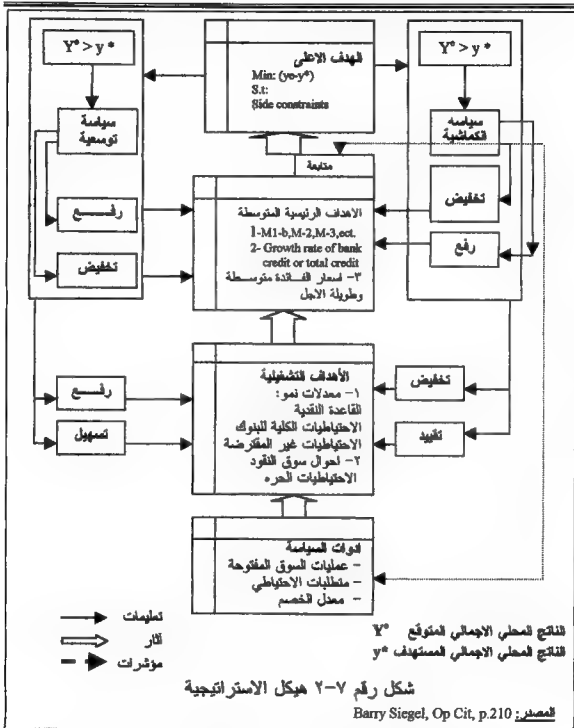 Y° > y *
الهدف الاعلى
Min: (ye-y*)
S.t:
Side constraints
Y° > y *
سياسة
توسعية
سياسه
انكماشية
متابعة
رفـــــــع
تخفيض
الاهداف الرئيسية المتوسطة
1-M1-b,M-2,M-3,ect.
2- Growth rate of bank
credit or total credit
٣- اسعار الفائدة متوسطة
وطويلة الاجل
تخفيض
رفع
رفـــع
تسهيل
الأهداف التشغيلية
١- معدلات نمو:
القاعدة النقدية
الاحتياطيات الكلية للبنوك
الاحتياطيات غير المقترضة
٢- احوال سوق النقود
الاحتياطيات الحره
تخفيض
تقييد
ادوات السياسة
- عمليات السوق المفتوحة
- متطلبات الاحتياطي
- معدل الخصم
تعليمات
آثار
مؤشرات
الناتج المحلي الاجمالي المتوقع Y°
الناتج المحلي الاجمالي المستهدف y*
شكل رقم ٧-٢ هيكل الاستراتيجية
المصدر: Barry Siegel, Op Cit, p.210